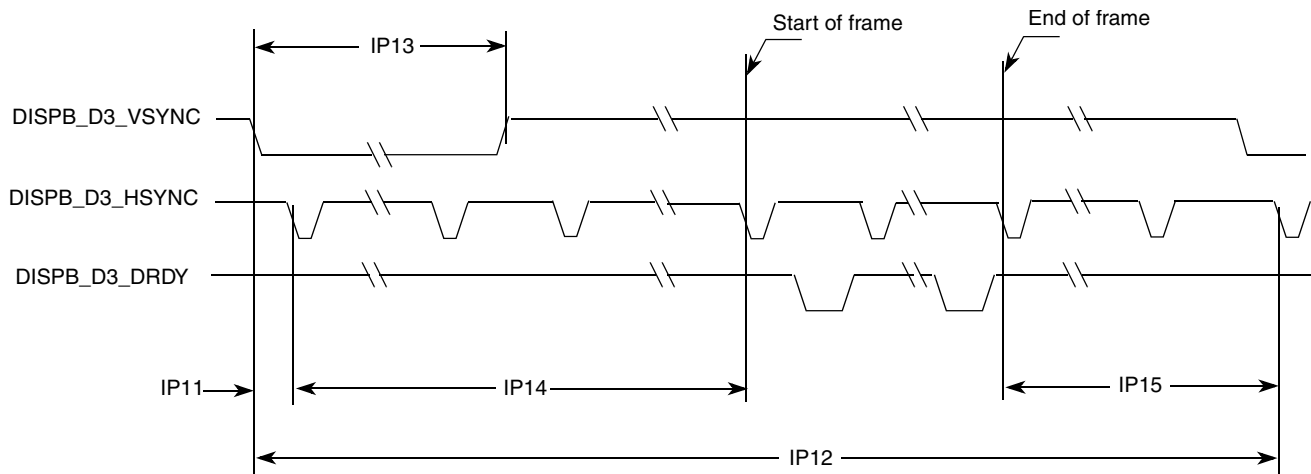 Start of frame
End of frame
IP13
DISPB_D3_VSYNC
DISPB_D3_HSYNC
DISPB_D3_DRDY
IP11
IP14
IP15
IP12